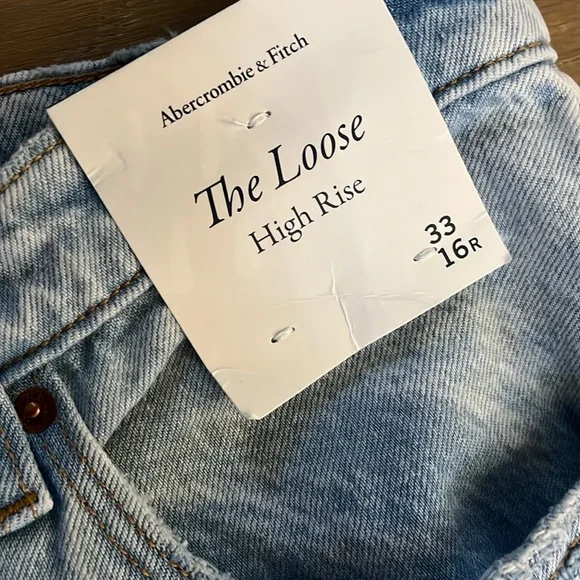 Abercrombie & Fitch
The Loose
High Rise
33
16R